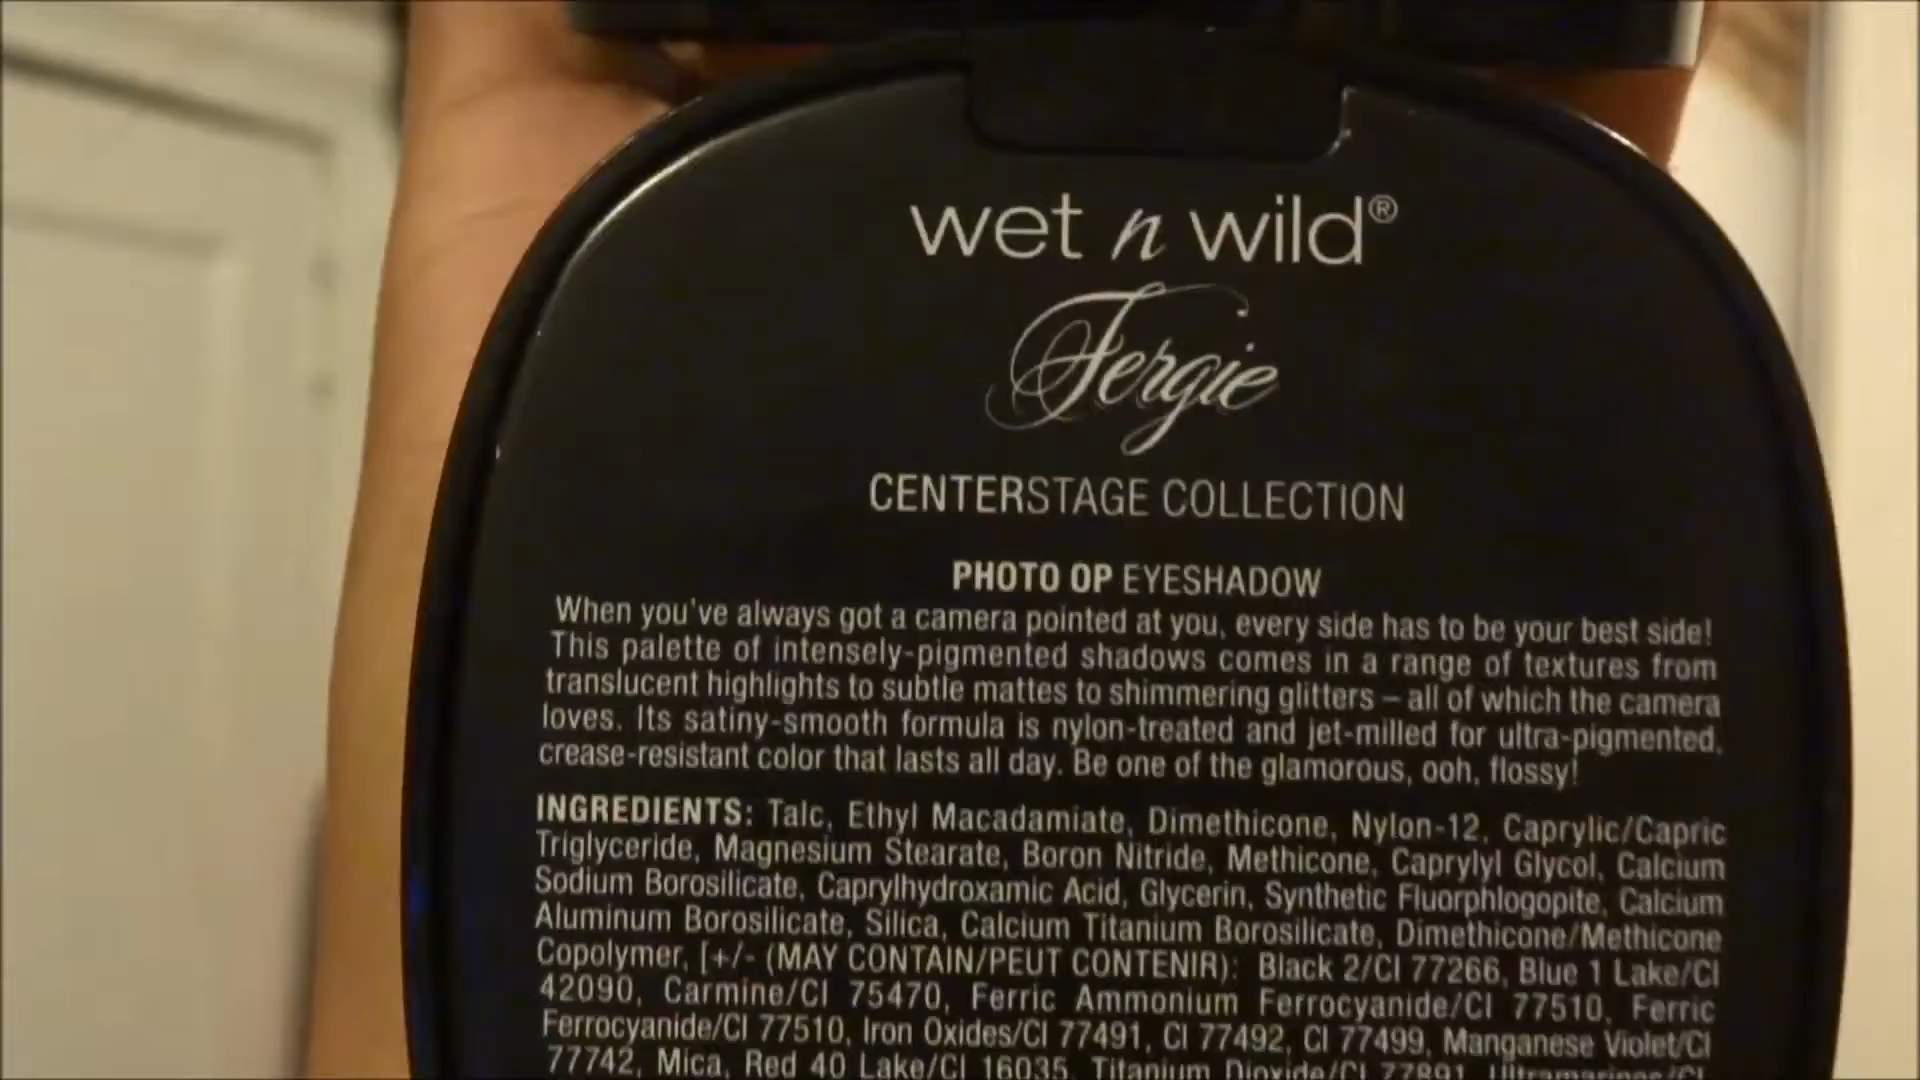 wet n wild®
Fergie
CENTERSTAGE COLLECTION
PHOTO OP EYESHADOW
When you've always got a camera pointed at you, every side has to be your best side!
This palette of intensely-pigmented shadows comes in a range of textures from
translucent highlights to subtle mattes to shimmering glitters – all of which the camera
loves. Its satiny-smooth formula is nylon-treated and jet-milled for ultra-pigmented,
crease-resistant color that lasts all day. Be one of the glamorous, ooh, flossy!
INGREDIENTS: Talc, Ethyl Macadamiate, Dimethicone, Nylon-12, Caprylic/Capric
Triglyceride, Magnesium Stearate, Boron Nitride, Methicone, Caprylyl Glycol, Calcium
Sodium Borosilicate, Caprylhydroxamic Acid, Glycerin, Synthetic Fluorphlogopite, Calcium
Aluminum Borosilicate, Silica, Calcium Titanium Borosilicate, Dimethicone/Methicone
Copolymer, [+/- (MAY CONTAIN/PEUT CONTENIR): Black 2/CI 77266, Blue 1 Lake/CI
42090, Carmine/CI 75470, Ferric Ammonium Ferrocyanide/CI 77510, Ferric
Ferrocyanide/CI 77510, Iron Oxides/CI 77491, CI 77492, CI 77499, Manganese Violet/CI
77742, Mica, Red 40 Lake/CI 16035, Titanium Dioxide/CI 77891, Ultramarines/CI